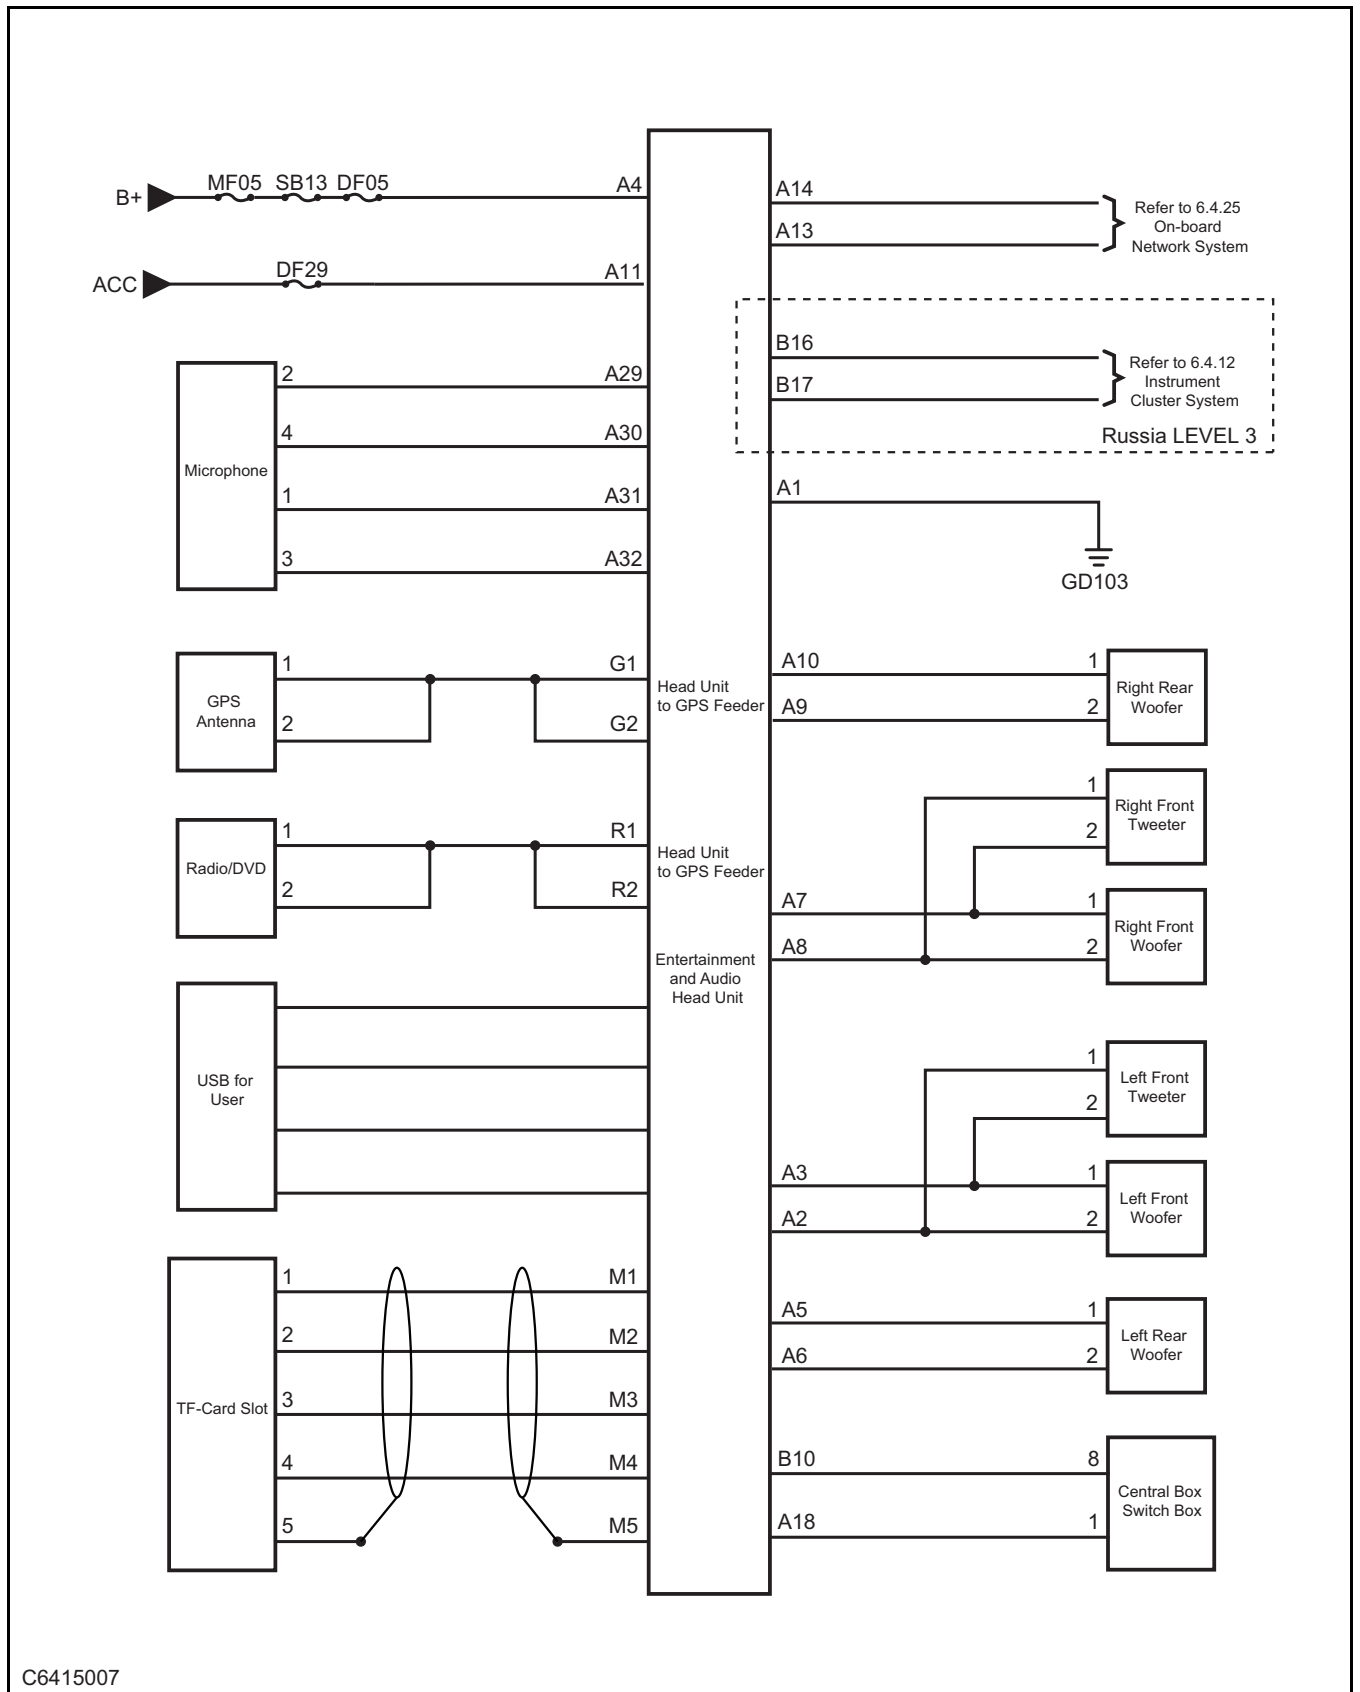 B+ MF05 SB13 DF05 A4
ACC DF29 A11
Microphone
2 A29
4 A30
1 A31
3 A32
GPS
Antenna
1 G1
2 G2
Head Unit
to GPS Feeder
Radio/DVD
1 R1
2 R2
Head Unit
to GPS Feeder
Entertainment
and Audio
Head Unit
USB for
User
TF-Card Slot
1 M1
2 M2
3 M3
4 M4
5 M5
A14
A13
Refer to 6.4.25
On-board
Network System
B16
B17
Refer to 6.4.12
Instrument
Cluster System
Russia LEVEL 3
A1
GD103
A10 1
A9 2
Right Rear
Woofer
1
2
Right Front
Tweeter
A7 1
A8 2
Right Front
Woofer
1
2
Left Front
Tweeter
A3 1
A2 2
Left Front
Woofer
A5 1
A6 2
Left Rear
Woofer
B10 8
A18 1
Central Box
Switch Box
C6415007